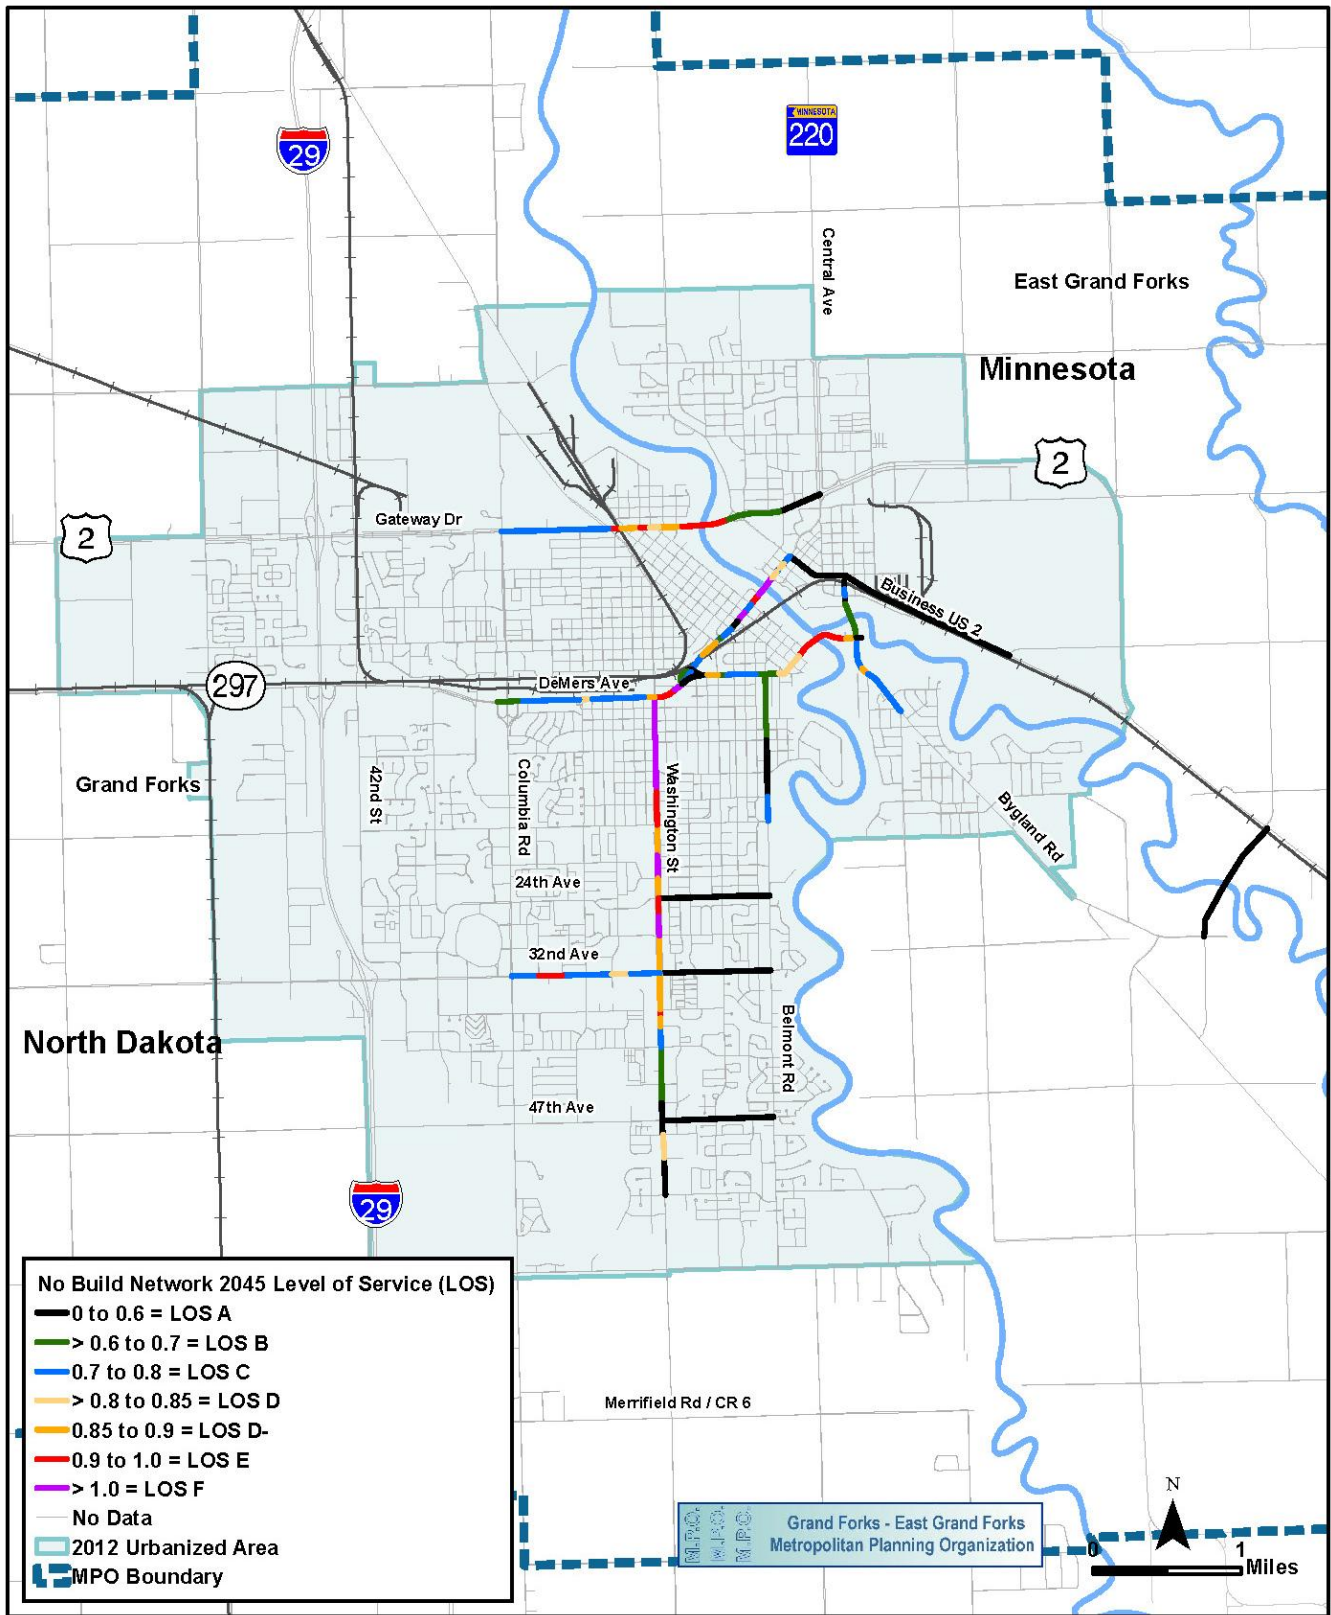 29
MINNESOTA
220
Central Ave
East Grand Forks
Minnesota
2
Gateway Dr
2
Business US 2
297
DeMers Ave
Grand Forks
42nd St
Columbia Rd
Washington St
Bygland Rd
24th Ave
32nd Ave
North Dakota
Belmont Rd
47th Ave
29
No Build Network 2045 Level of Service (LOS)
0 to 0.6 = LOS A
> 0.6 to 0.7 = LOS B
0.7 to 0.8 = LOS C
> 0.8 to 0.85 = LOS D
0.85 to 0.9 = LOS D-
0.9 to 1.0 = LOS E
> 1.0 = LOS F
No Data
2012 Urbanized Area
MPO Boundary
Merrifield Rd / CR 6
M.P.O.
M.P.O.
M.P.O.
Grand Forks - East Grand Forks
Metropolitan Planning Organization
N
0 1
Miles